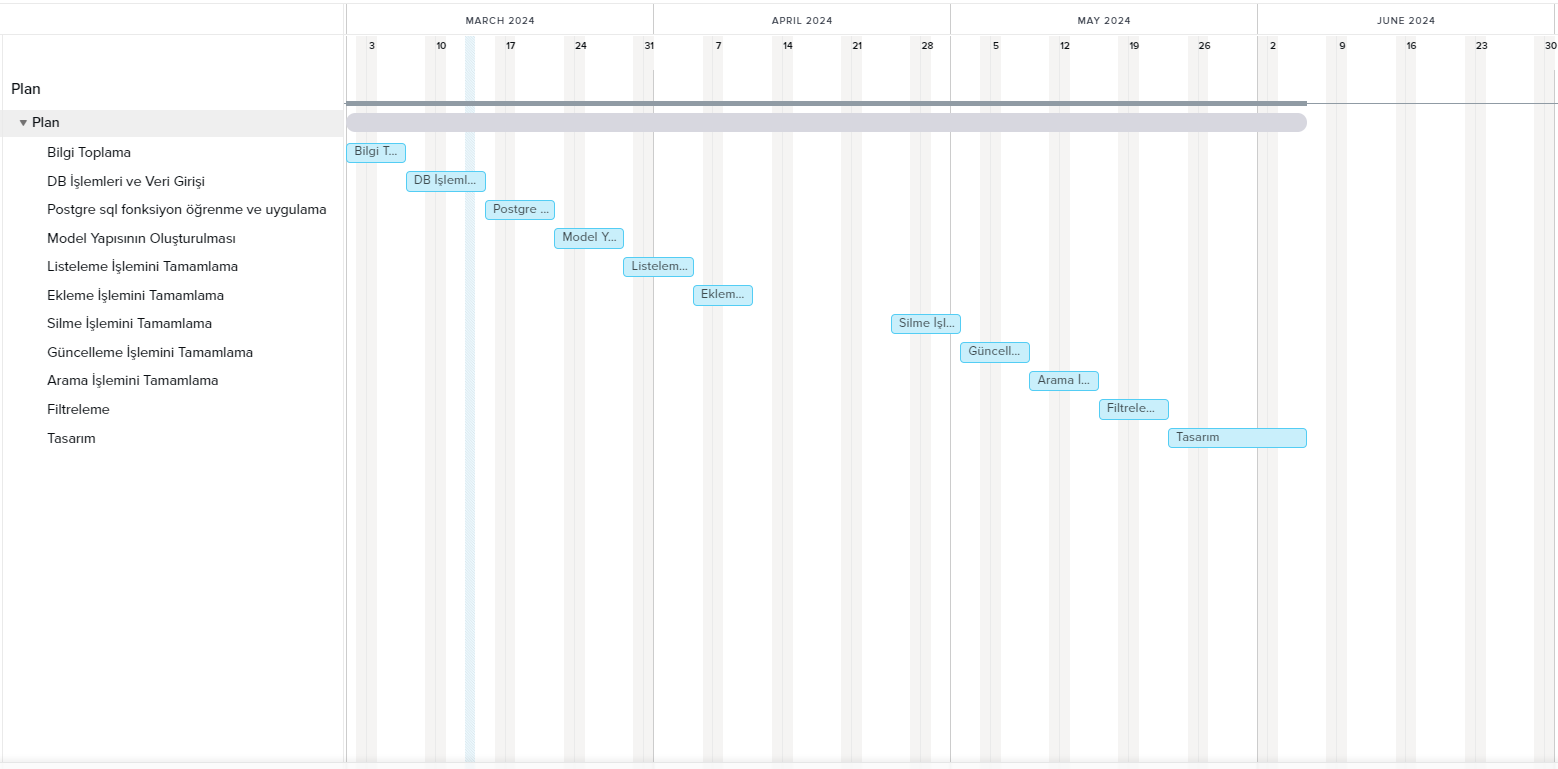 MARCH 2024 APRIL 2024 MAY 2024 JUNE 2024
3 10 17 24 31 7 14 21 28 5 12 19 26 2 9 16 23 30
Plan
Plan
Bilgi Toplama Bilgi T...
DB İşlemleri ve Veri Girişi DB İşleml...
Postgre sql fonksiyon öğrenme ve uygulama Postgre ...
Model Yapısının Oluşturulması Model Y...
Listeleme İşlemini Tamamlama Listelem...
Ekleme İşlemini Tamamlama Eklem...
Silme İşlemini Tamamlama Silme İşl...
Güncelleme İşlemini Tamamlama Güncell...
Arama İşlemini Tamamlama Arama İ...
Filtreleme Filtrele...
Tasarım Tasarım